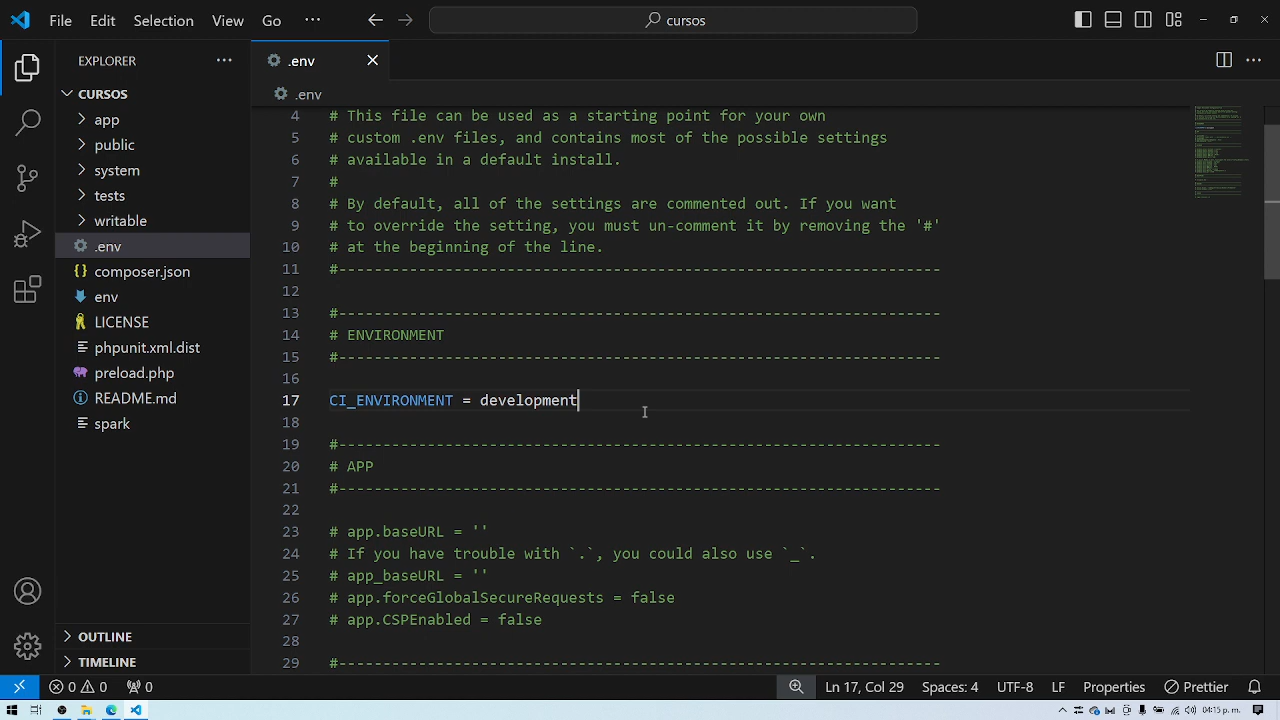 File Edit Selection View Go ··· cursos
EXPLORER ···
.env
CURSOS
.env
app
public
system
tests
writable
.env
composer.json
env
LICENSE
phpunit.xml.dist
preload.php
README.md
spark
OUTLINE
TIMELINE
4 # This file can be used as a starting point for your own
5 # custom .env files, and contains most of the possible settings
6 # available in a default install.
7 #
8 # By default, all of the settings are commented out. If you want
9 # to override the setting, you must un-comment it by removing the '#'
10 # at the beginning of the line.
11 #--------------------------------------------------------------------
12
13 #--------------------------------------------------------------------
14 # ENVIRONMENT
15 #--------------------------------------------------------------------
16
17 CI_ENVIRONMENT = development
18
19 #--------------------------------------------------------------------
20 # APP
21 #--------------------------------------------------------------------
22
23 # app.baseURL = ''
24 # If you have trouble with `.`, you could also use `_`.
25 # app_baseURL = ''
26 # app.forceGlobalSecureRequests = false
27 # app.CSPEnabled = false
28
29 #--------------------------------------------------------------------
0 0 0 Ln 17, Col 29 Spaces: 4 UTF-8 LF Properties Prettier
04:15 p. m.